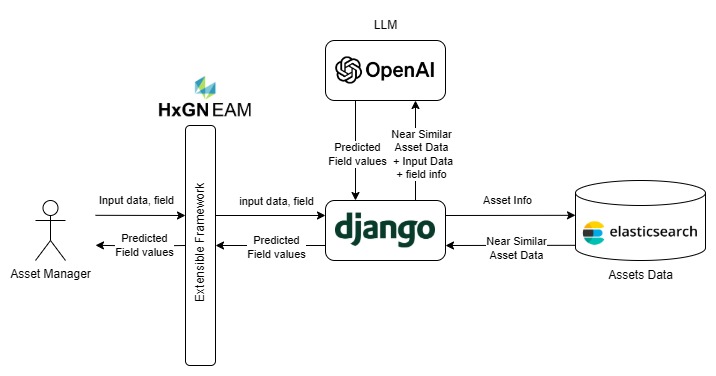 LLM
OpenAI
HxGN EAM
Predicted
Field values
Near Similar
Asset Data
+ Input Data
+ field info
Input data, field
Predicted
Field values
Asset Manager
Extensible Framework
input data, field
Predicted
Field values
django
Asset Info
Near Similar
Asset Data
elasticsearch
Assets Data